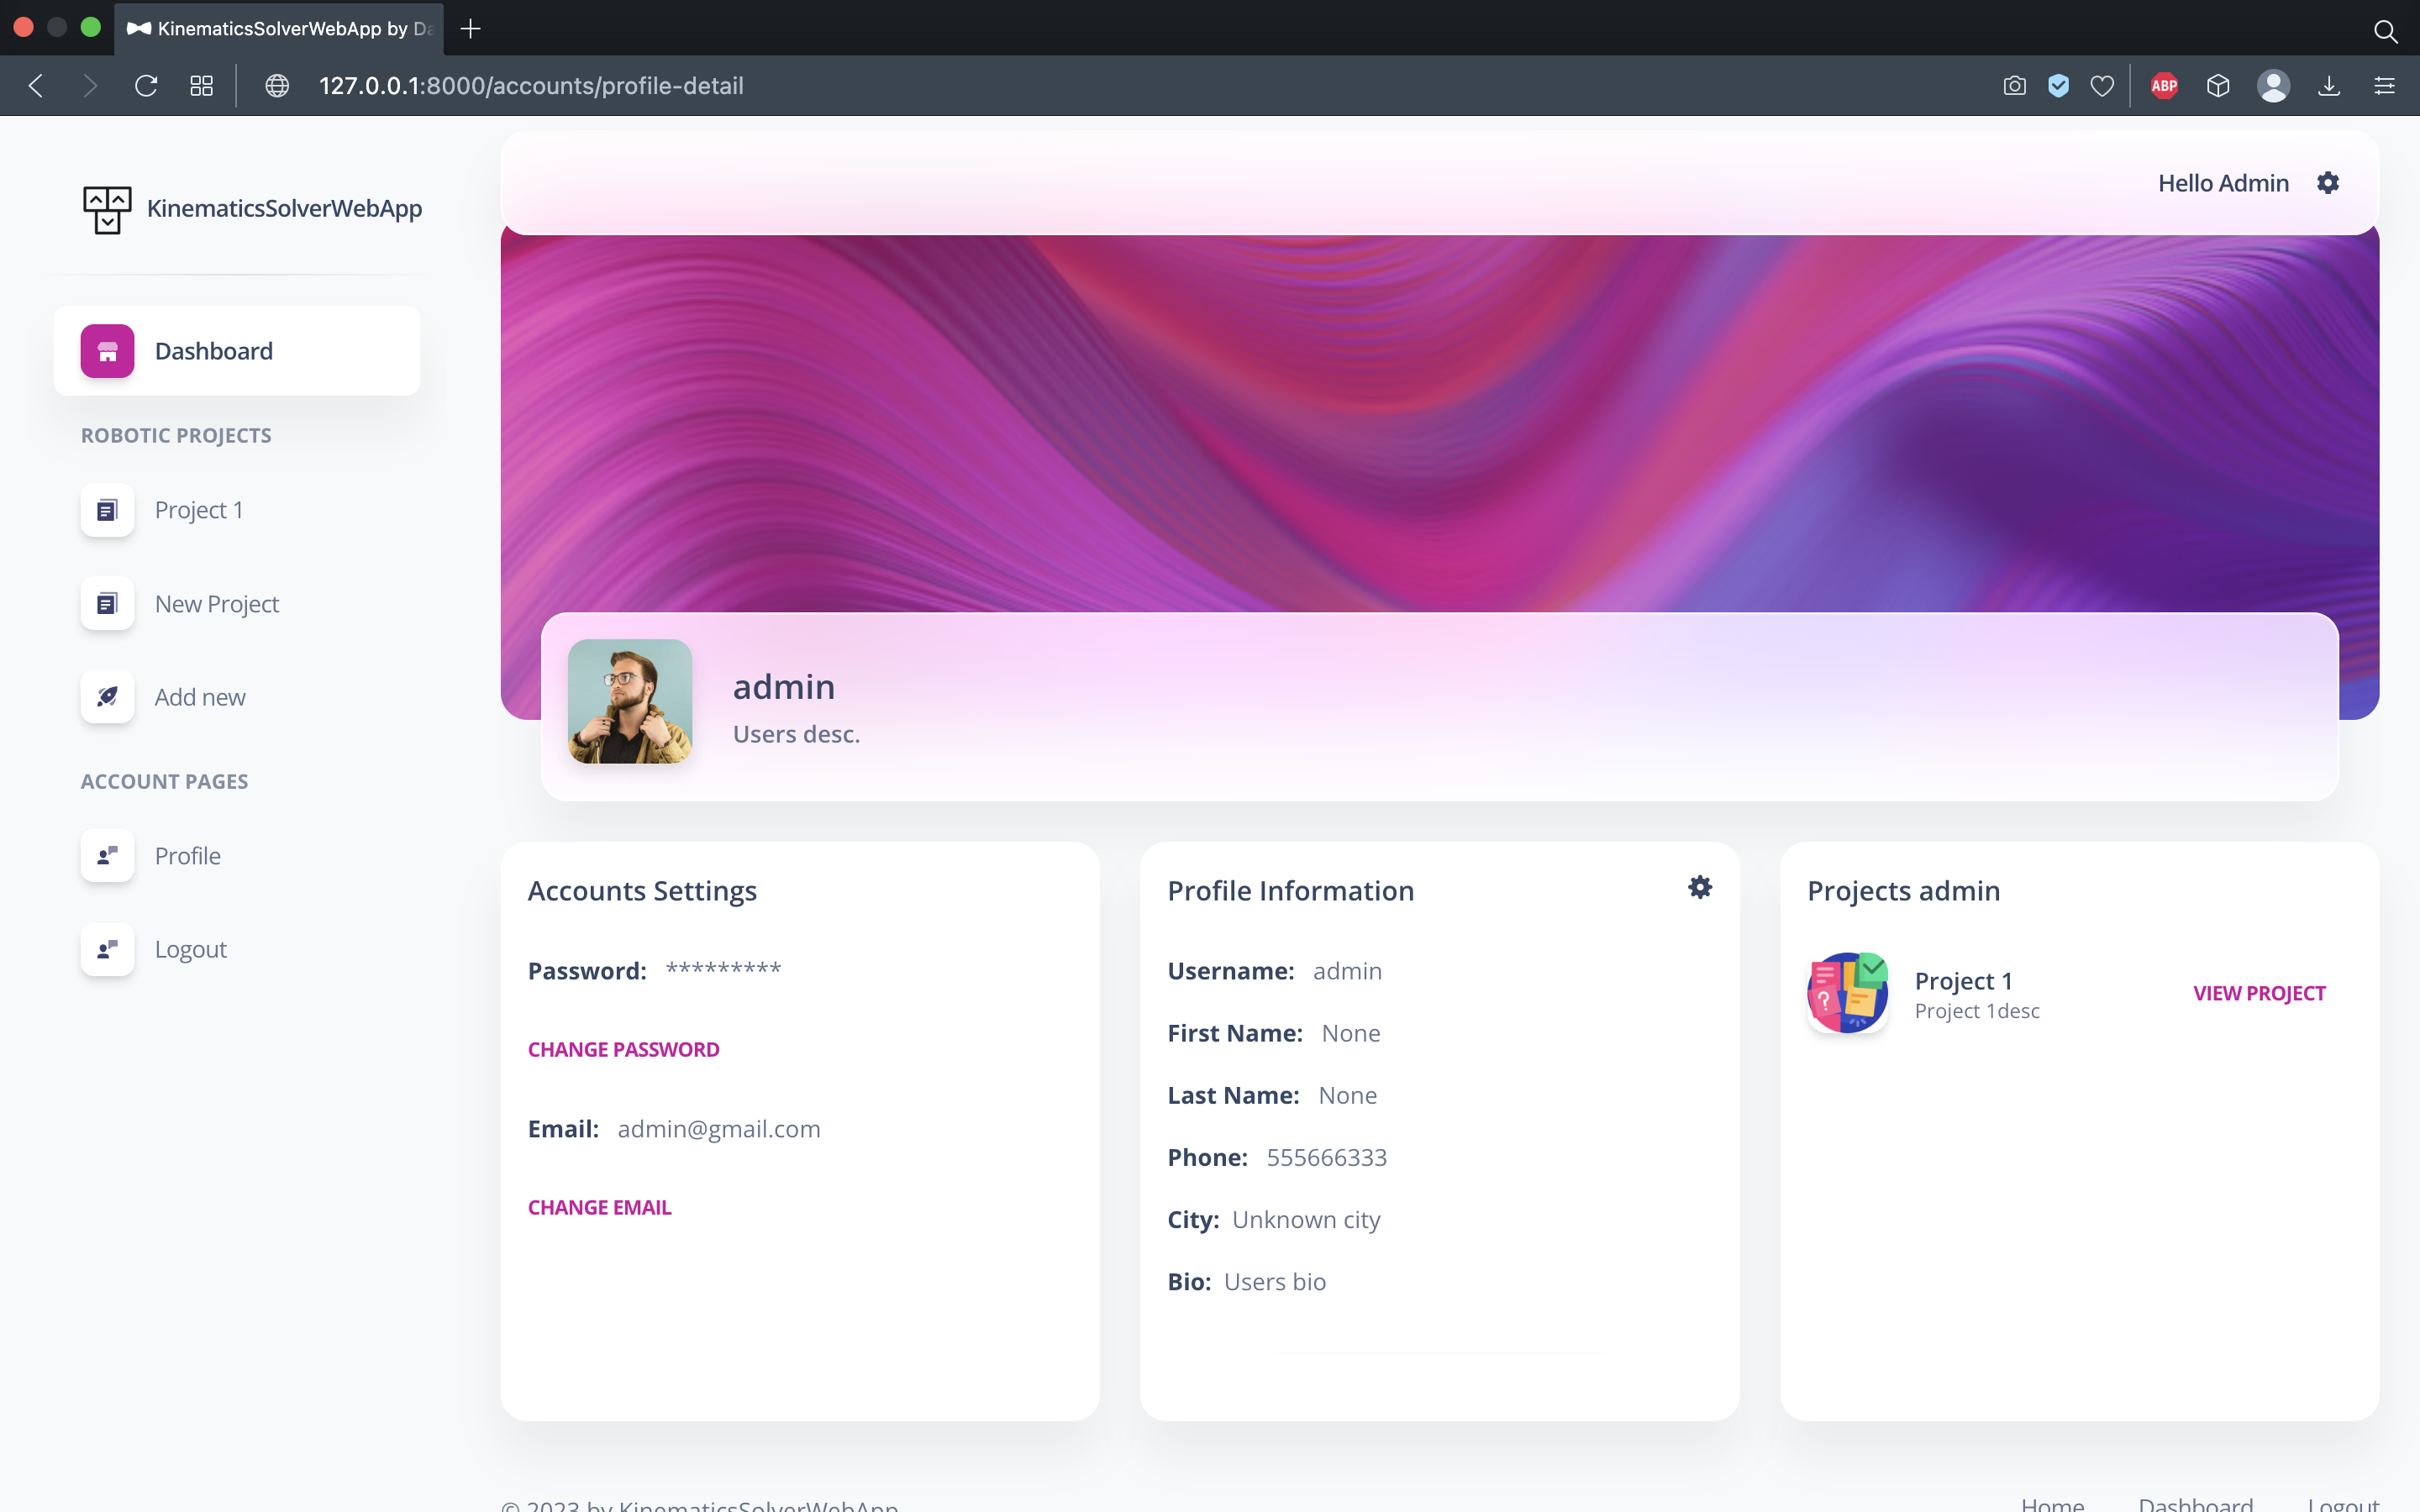 KinematicsSolverWebApp by Da
127.0.0.1:8000/accounts/profile-detail
ABP
KinematicsSolverWebApp
Hello Admin
Dashboard
ROBOTIC PROJECTS
Project 1
New Project
Add new
ACCOUNT PAGES
Profile
Logout
admin
Users desc.
Accounts Settings
Password: *********
CHANGE PASSWORD
Email: admin@gmail.com
CHANGE EMAIL
Profile Information
Username: admin
First Name: None
Last Name: None
Phone: 555666333
City: Unknown city
Bio: Users bio
Projects admin
?
Project 1
Project 1desc
VIEW PROJECT
© 2023 by KinematicsSolverWebApp
Home Dashboard Logout